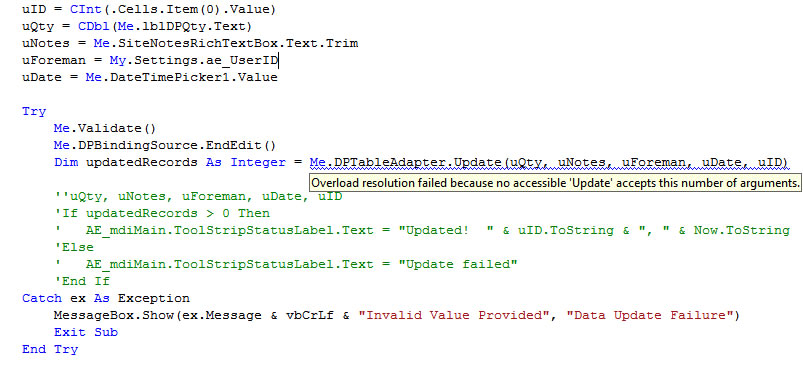 uID = CInt(.Cells.Item(0).Value)
uQty = CDbl(Me.lblDPQty.Text)
uNotes = Me.SiteNotesRichTextBox.Text.Trim
uForeman = My.Settings.ae_UserID
uDate = Me.DateTimePicker1.Value
Try
Me.Validate()
Me.DPBindingSource.EndEdit()
Dim updatedRecords As Integer = Me.DPTableAdapter.Update(uQty, uNotes, uForeman, uDate, uID)
Overload resolution failed because no accessible 'Update' accepts this number of arguments.
''uQty, uNotes, uForeman, uDate, uID
'If updatedRecords > 0 Then
'   AE_mdiMain.ToolStripStatusLabel.Text = "Updated!  " & uID.ToString & ", " & Now.ToString
'Else
'   AE_mdiMain.ToolStripStatusLabel.Text = "Update failed"
'End If
Catch ex As Exception
MessageBox.Show(ex.Message & vbCrLf & "Invalid Value Provided", "Data Update Failure")
Exit Sub
End Try